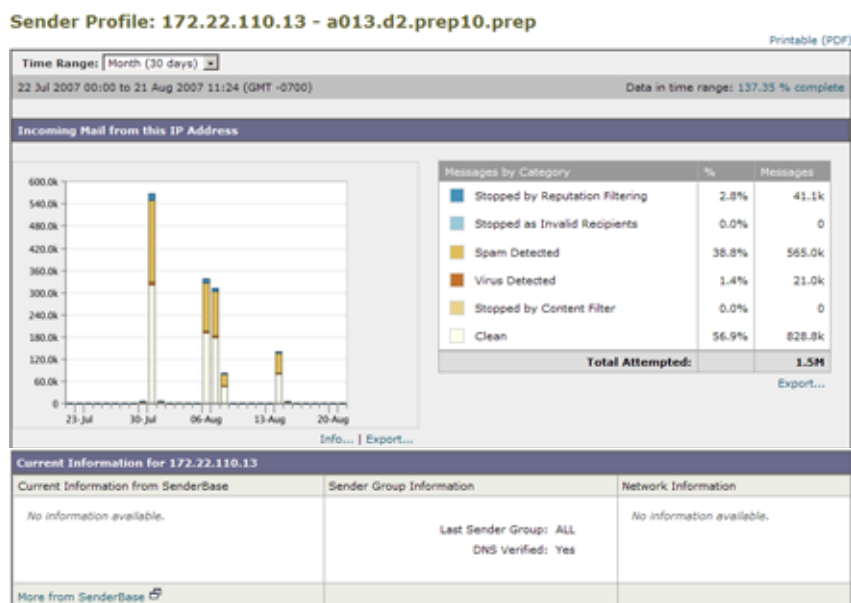 Sender Profile: 172.22.110.13 - a013.d2.prep10.prep
Printable (PDF)
Time Range: Month (30 days)
22 Jul 2007 00:00 to 21 Aug 2007 11:24 (GMT -0700) Data in time range: 137.35 % complete
Incoming Mail from this IP Address
600.0k
540.0k
480.0k
420.0k
360.0k
300.0k
240.0k
180.0k
120.0k
60.0k
0
23-Jul 30-Jul 06-Aug 13-Aug 20-Aug
Info... | Export...
Messages by Category % Messages
Stopped by Reputation Filtering 2.8% 41.1k
Stopped as Invalid Recipients 0.0% 0
Spam Detected 38.8% 565.0k
Virus Detected 1.4% 21.0k
Stopped by Content Filter 0.0% 0
Clean 56.9% 828.8k
Total Attempted: 1.5M
Export...
Current Information for 172.22.110.13
Current Information from SenderBase Sender Group Information Network Information
No information available. Last Sender Group: ALL No information available.
DNS Verified: Yes
More from SenderBase